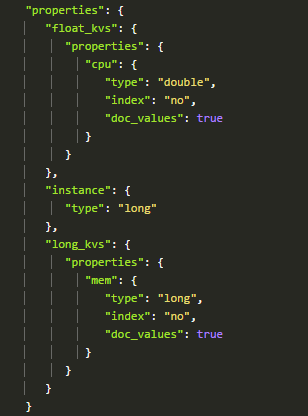 "properties": {
"float_kvs": {
"properties": {
"cpu": {
"type": "double",
"index": "no",
"doc_values": true
}
}
},
"instance": {
"type": "long"
},
"long_kvs": {
"properties": {
"mem": {
"type": "long",
"index": "no",
"doc_values": true
}
}
}
}